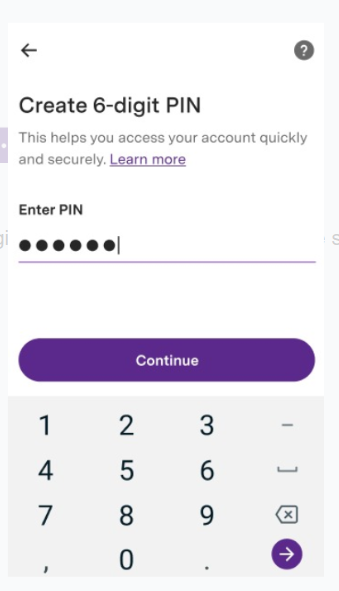 Create 6-digit PIN
This helps you access your account quickly
and securely. Learn more
Enter PIN
●●●●●●
Continue
1 2 3 –
4 5 6 ⎵
7 8 9
, 0 .